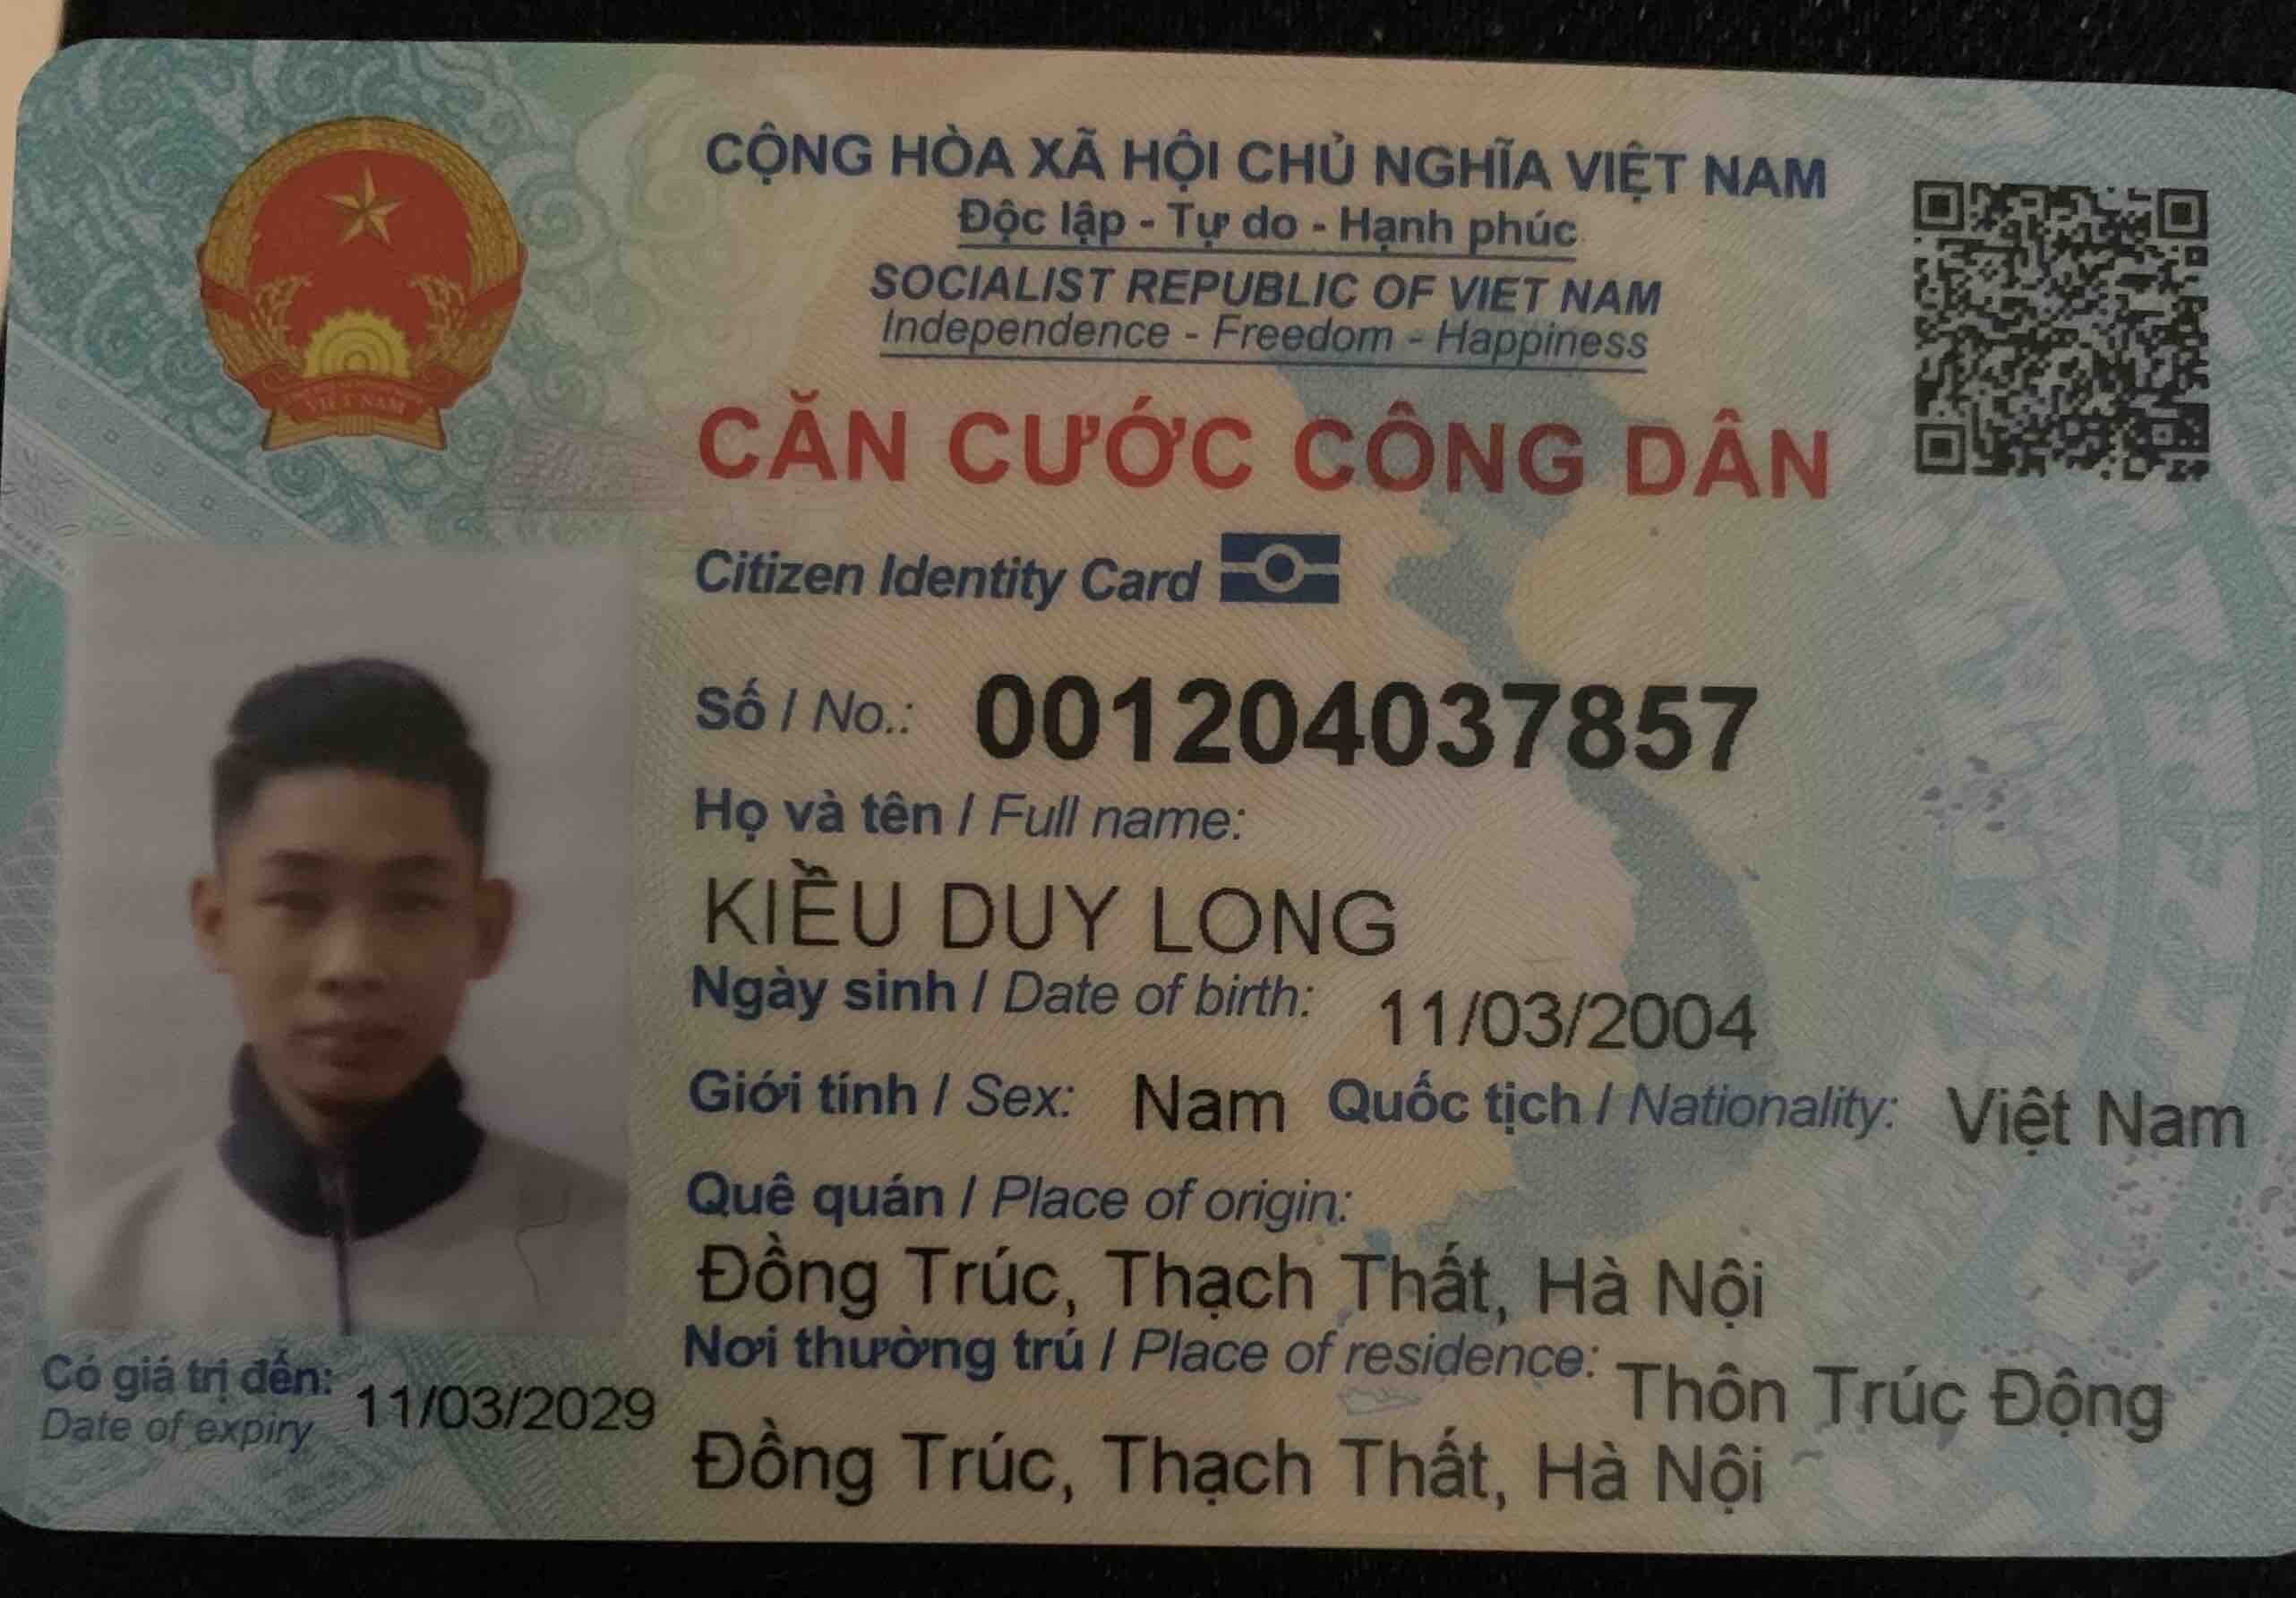 CỘNG HÒA XÃ HỘI CHỦ NGHĨA VIỆT NAM
Độc lập - Tự do - Hạnh phúc
SOCIALIST REPUBLIC OF VIET NAM
Independence - Freedom - Happiness
VIỆT NAM
CĂN CƯỚC CÔNG DÂN
Citizen Identity Card
Số / No.: 001204037857
Họ và tên / Full name:
KIỀU DUY LONG
Ngày sinh / Date of birth: 11/03/2004
Giới tính / Sex: Nam Quốc tịch / Nationality: Việt Nam
Quê quán / Place of origin:
Đồng Trúc, Thạch Thất, Hà Nội
Nơi thường trú / Place of residence: Thôn Trúc Động
Đồng Trúc, Thạch Thất, Hà Nội
Có giá trị đến: 11/03/2029
Date of expiry